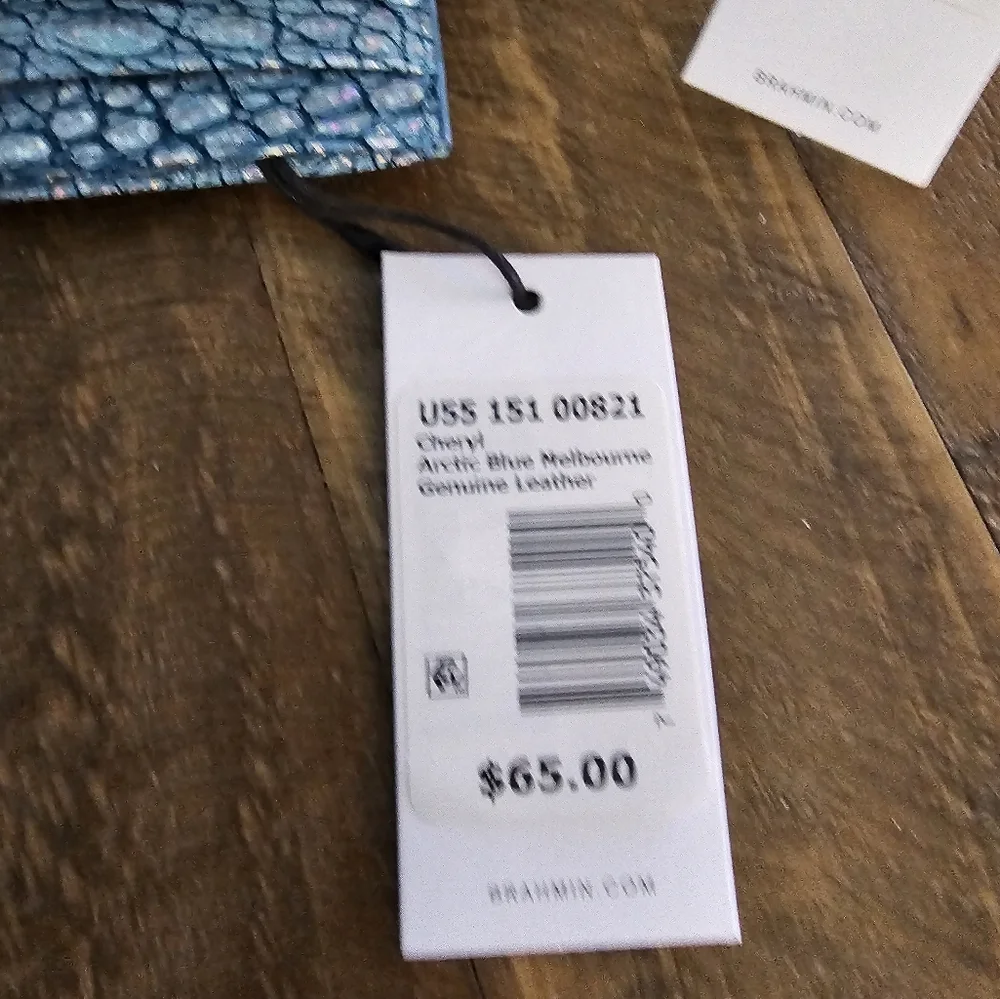 BRAHMIN.COM
US5 151 00821
Cheryl
Arctic Blue Melbourne
Genuine Leather
$65.00
BRAHMIN.COM